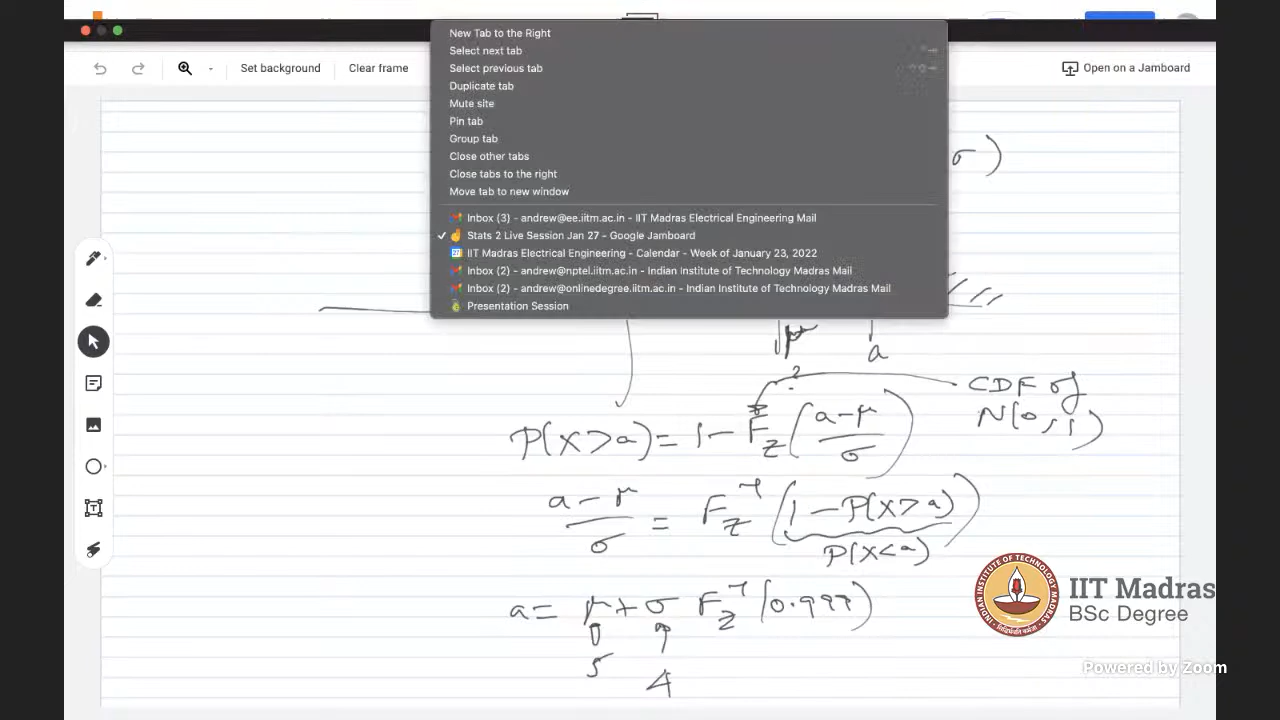 New Tab to the Right
Select next tab
Select previous tab
Duplicate tab
Mute site
Pin tab
Group tab
Close other tabs
Close tabs to the right
Move tab to new window
Inbox (3) - andrew@ee.iitm.ac.in - IIT Madras Electrical Engineering Mail
✓ Stats 2 Live Session Jan 27 - Google Jamboard
IIT Madras Electrical Engineering - Calendar - Week of January 23, 2022
Inbox (2) - andrew@nptel.iitm.ac.in - Indian Institute of Technology Madras Mail
Inbox (2) - andrew@onlinedegree.iitm.ac.in - Indian Institute of Technology Madras Mail
Presentation Session
Set background Clear frame Open on a Jamboard
σ)
μ a
?
CDF of
N(0,1)
P(X>a) = 1 - F_Z((a-μ)/σ)
(a-μ)/σ = F_Z^-1(1 - P(X>a))
P(X<a)
a = μ + σ F_Z^-1(0.999)
5 4
INDIAN INSTITUTE OF TECHNOLOGY MADRAS
IIT Madras
BSc Degree
Powered by Zoom